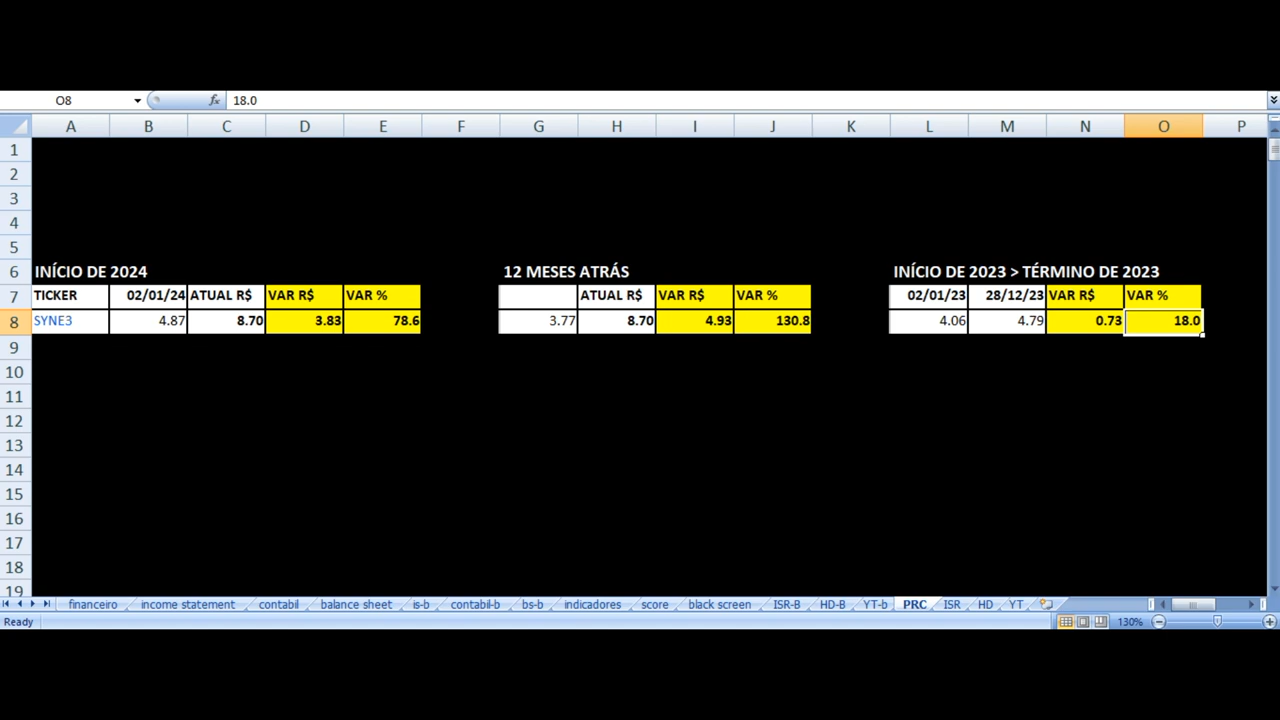 O8 fx 18.0
A B C D E F G H I J K L M N O P
1
2
3
4
5
6 INÍCIO DE 2024 12 MESES ATRÁS INÍCIO DE 2023 > TÉRMINO DE 2023
7 TICKER 02/01/24 ATUAL R$ VAR R$ VAR % ATUAL R$ VAR R$ VAR % 02/01/23 28/12/23 VAR R$ VAR %
8 SYNE3 4.87 8.70 3.83 78.6 3.77 8.70 4.93 130.8 4.06 4.79 0.73 18.0
9
10
11
12
13
14
15
16
17
18
19
financeiro income statement contabil balance sheet is-b contabil-b bs-b indicadores score black screen ISR-B HD-B YT-b PRC ISR HD YT
Ready 130%